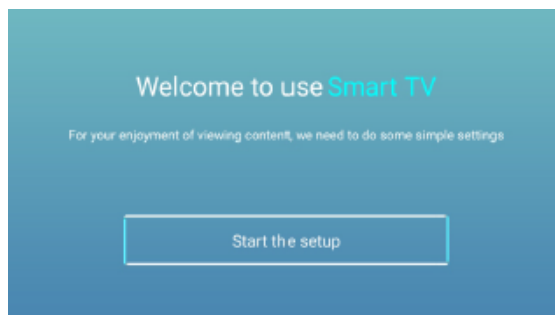 Welcome to use Smart TV
For your enjoyment of viewing content, we need to do some simple settings
Start the setup